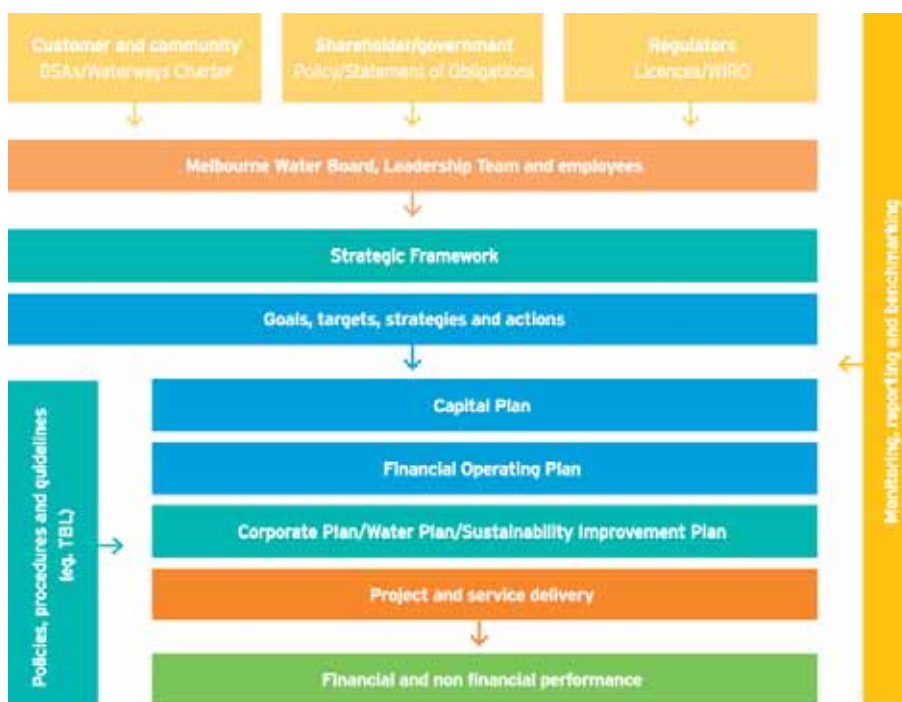 Customer and community
BSAs/Waterways Charter
Shareholder/government
Policy/Statement of Obligations
Regulators
Licences/WIRO
Melbourne Water Board, Leadership Team and employees
Strategic Framework
Goals, targets, strategies and actions
Capital Plan
Financial Operating Plan
Corporate Plan/Water Plan/Sustainability Improvement Plan
Project and service delivery
Financial and non financial performance
Policies, procedures and guidelines
(eg. TBL)
Monitoring, reporting and benchmarking